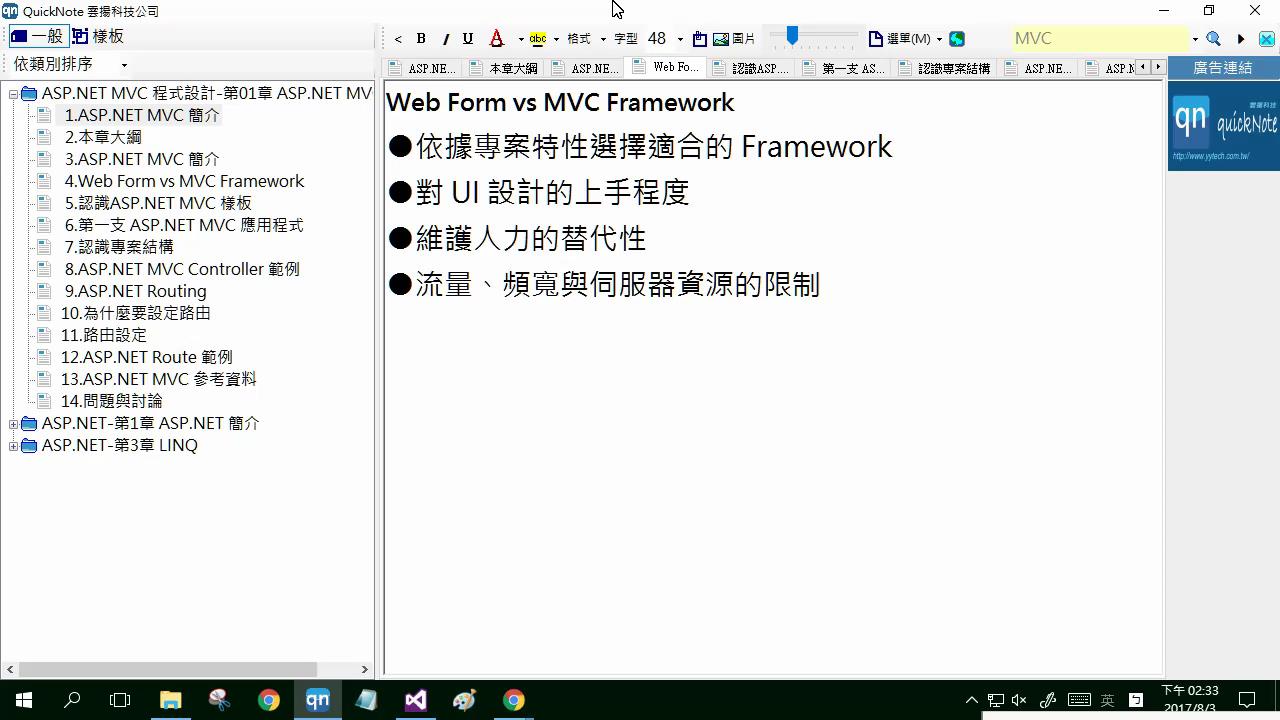 QuickNote 雲揚科技公司
一般 樣板
< B I U A abc 格式 字型 48 圖片 選單(M) MVC
依類別排序
ASP.NE... 本章大綱 ASP.NE... Web Fo... 認識ASP.... 第一支 AS... 認識專案結構 ASP.NE... ASP.N
廣告連結
ASP.NET MVC 程式設計-第01章 ASP.NET MV
1.ASP.NET MVC 簡介
2.本章大綱
3.ASP.NET MVC 簡介
4.Web Form vs MVC Framework
5.認識ASP.NET MVC 樣板
6.第一支 ASP.NET MVC 應用程式
7.認識專案結構
8.ASP.NET MVC Controller 範例
9.ASP.NET Routing
10.為什麼要設定路由
11.路由設定
12.ASP.NET Route 範例
13.ASP.NET MVC 參考資料
14.問題與討論
ASP.NET-第1章 ASP.NET 簡介
ASP.NET-第3章 LINQ
Web Form vs MVC Framework
●依據專案特性選擇適合的 Framework
●對 UI 設計的上手程度
●維護人力的替代性
●流量、頻寬與伺服器資源的限制
雲揚科技
qn quickNote
http://www.yytech.com.tw/
qn
英
下午 02:33
2017/8/3